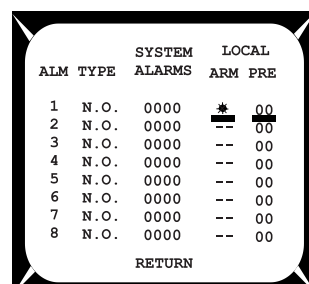 SYSTEM LOCAL
ALM TYPE ALARMS ARM PRE
1 N.O. 0000 * 00
2 N.O. 0000 -- 00
3 N.O. 0000 -- 00
4 N.O. 0000 -- 00
5 N.O. 0000 -- 00
6 N.O. 0000 -- 00
7 N.O. 0000 -- 00
8 N.O. 0000 -- 00
RETURN